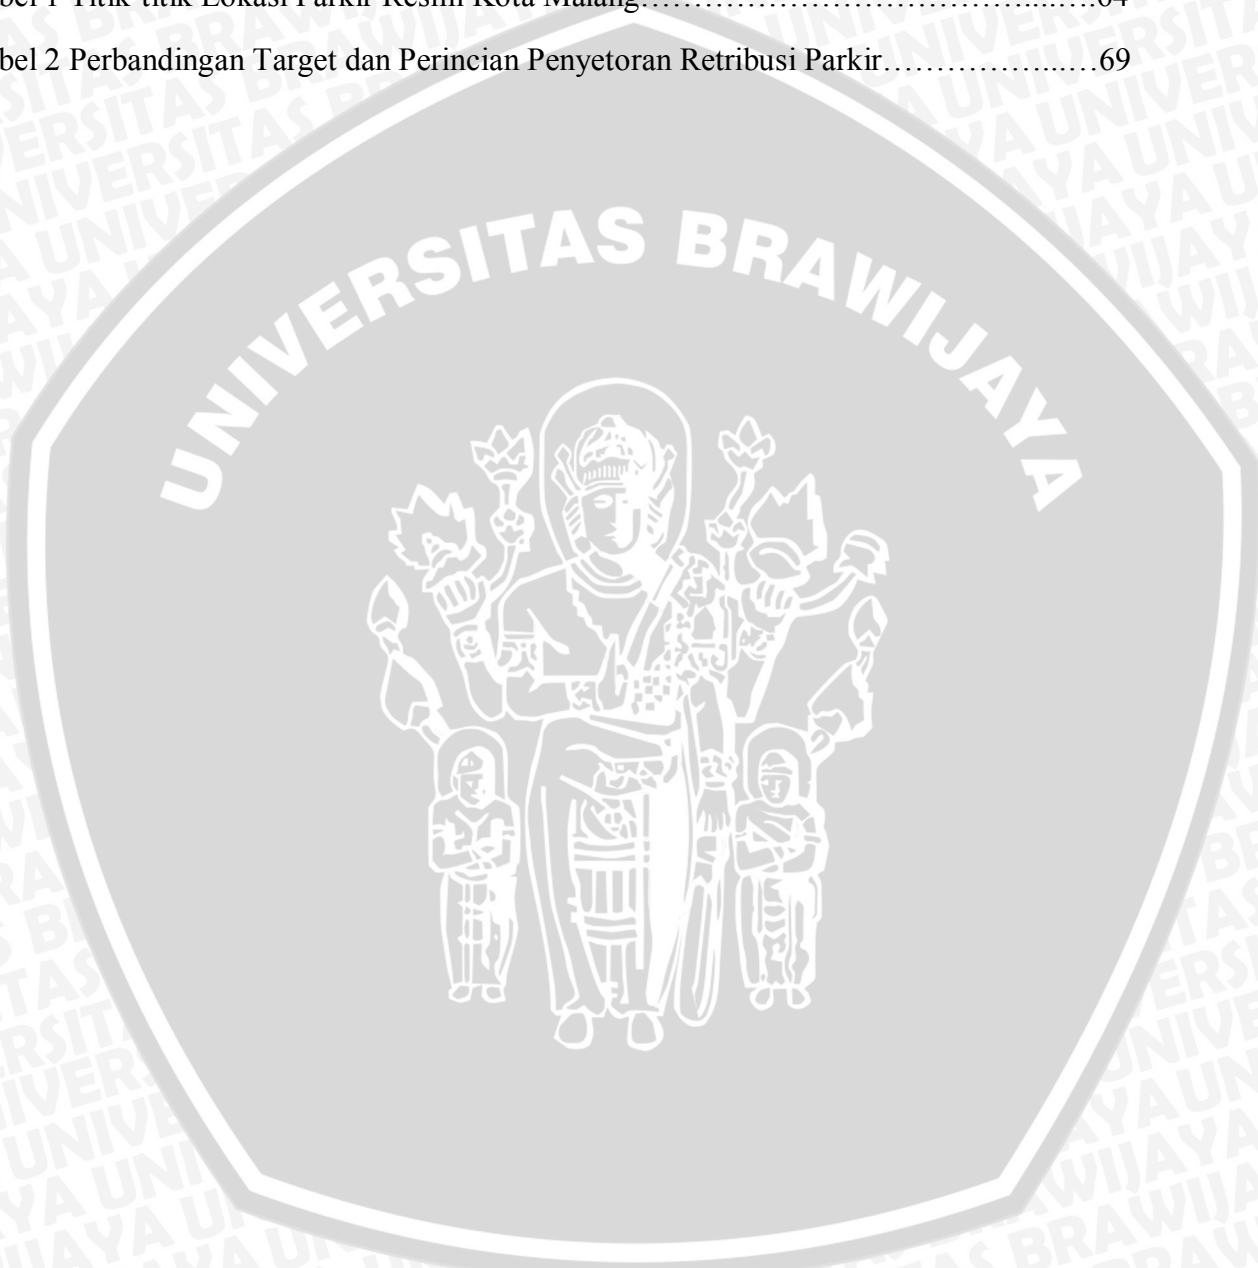 bel 1 Titik-titik Lokasi Parkir Resmi Kota Malang……………………………....….64
bel 2 Perbandingan Target dan Perincian Penyetoran Retribusi Parkir……………..…69
UNIVERSITAS BRAWIJAYA